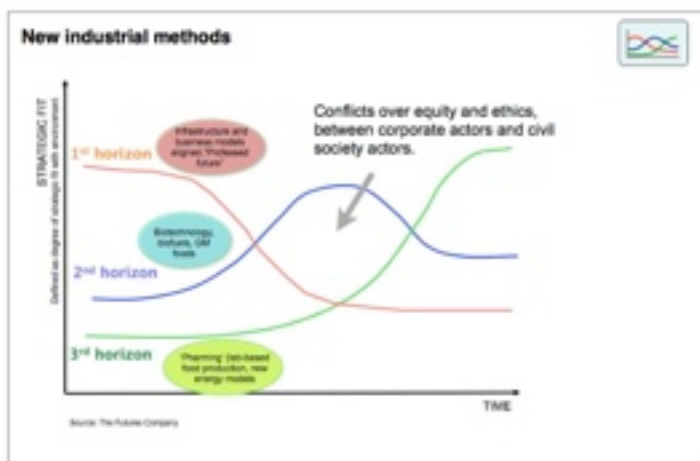 New industrial methods
STRATEGIC FIT
Defined as degree of strategic fit with environment
Conflicts over equity and ethics,
between corporate actors and civil
society actors.
Infrastructure and
business models
aligned "Professed
future"
1st horizon
Biotechnology,
biofuels, GM
foods
2nd horizon
3rd horizon
'Pharming' (lab-based
food production, new
energy models
TIME
Source: The Futures Company